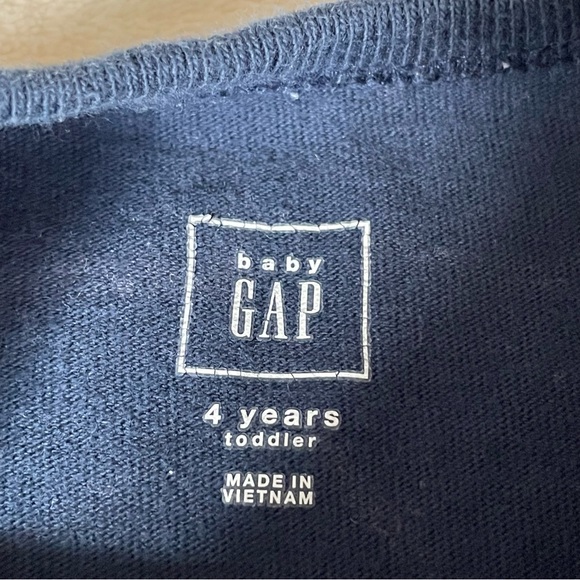 baby
GAP
4 years
toddler
MADE IN
VIETNAM